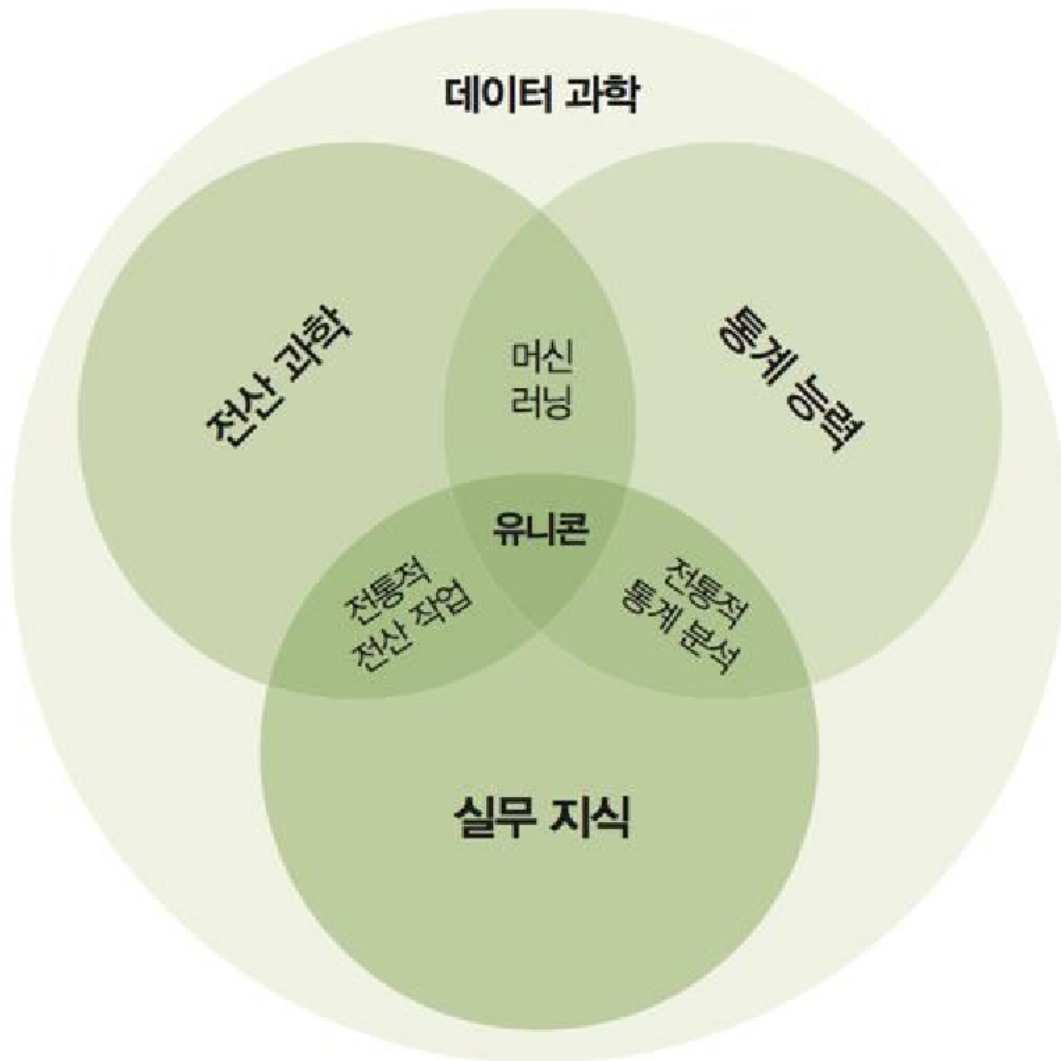 데이터 과학
전산 과학
통계 능력
머신
러닝
유니콘
전통적
전산 작업
전통적
통계 분석
실무 지식